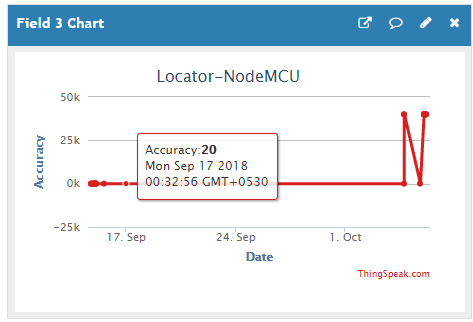 Field 3 Chart
Locator-NodeMCU
50k
25k
0k
−25k
Accuracy
Accuracy:20
Mon Sep 17 2018
00:32:56 GMT+0530
17. Sep
24. Sep
1. Oct
Date
ThingSpeak.com